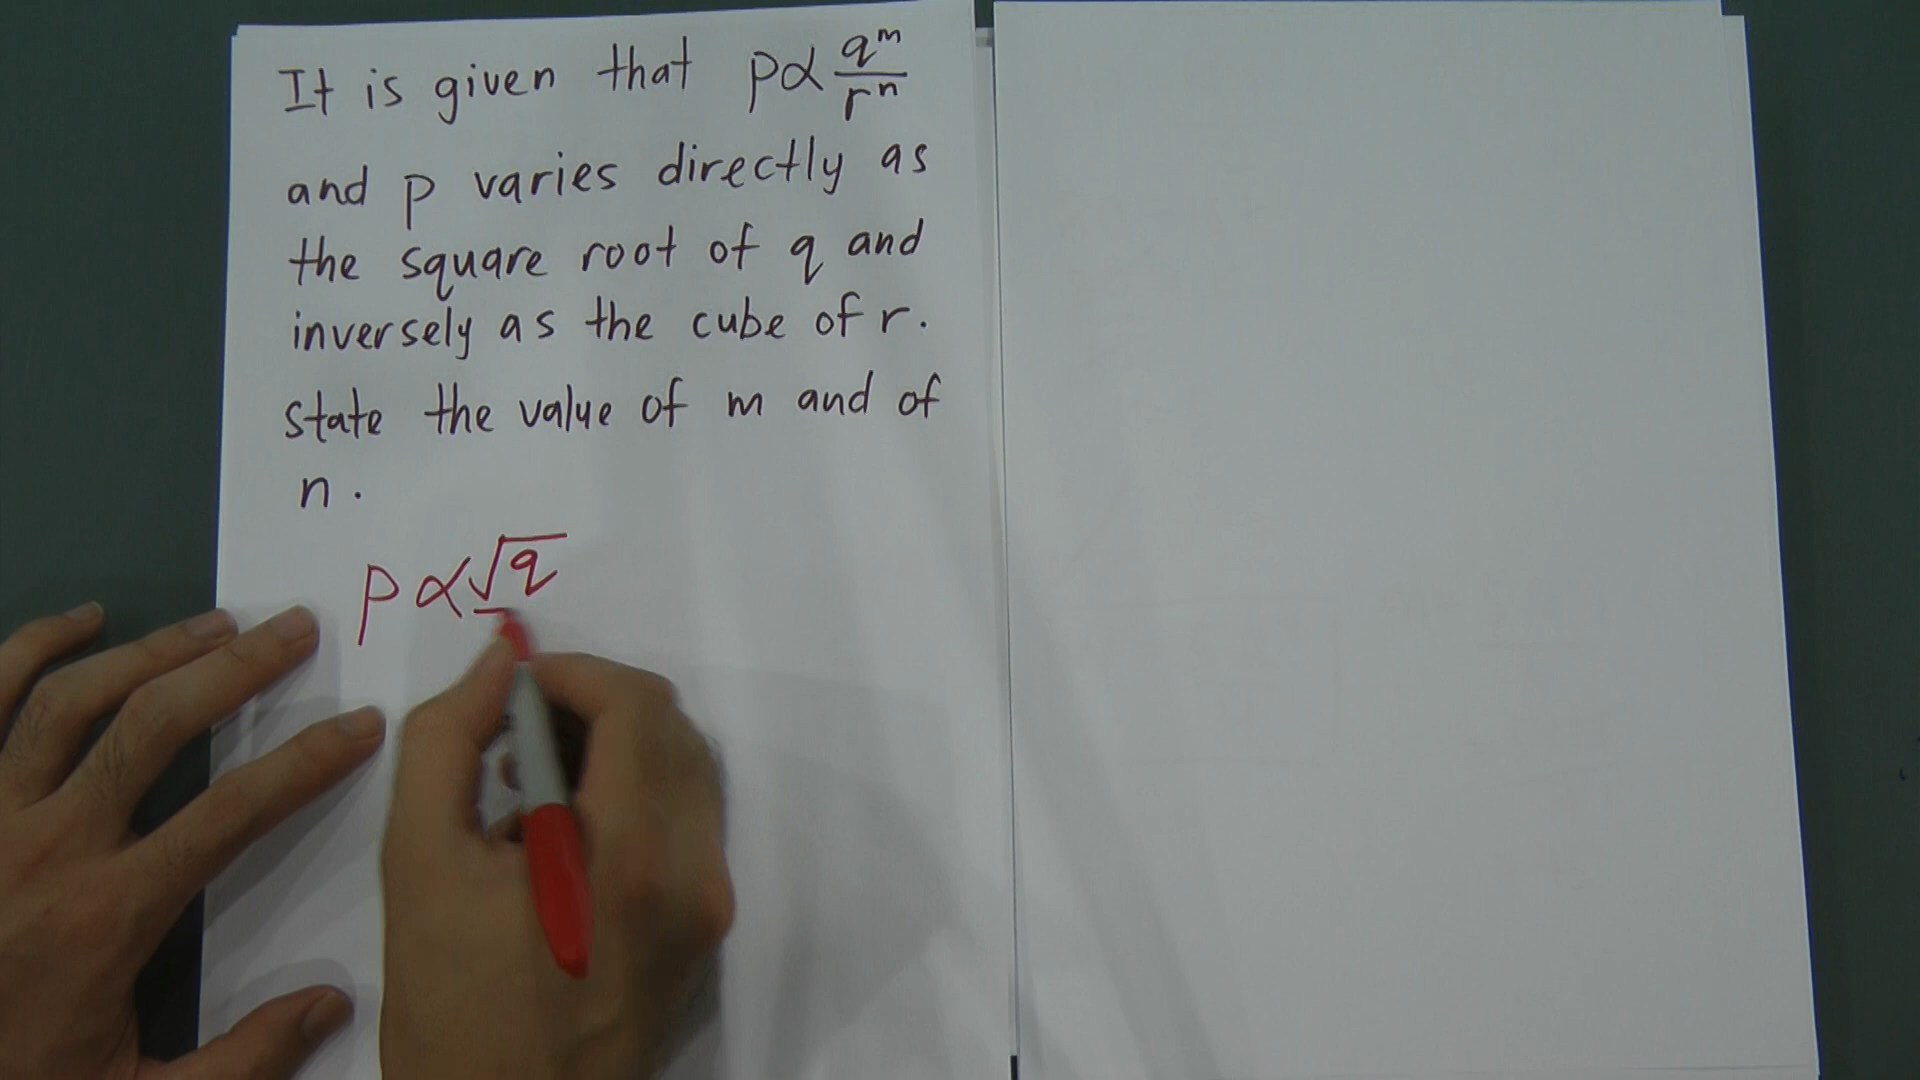 It is given that p∝ q^m/r^n
and p varies directly as
the square root of q and
inversely as the cube of r.
State the value of m and of
n.
p∝√q